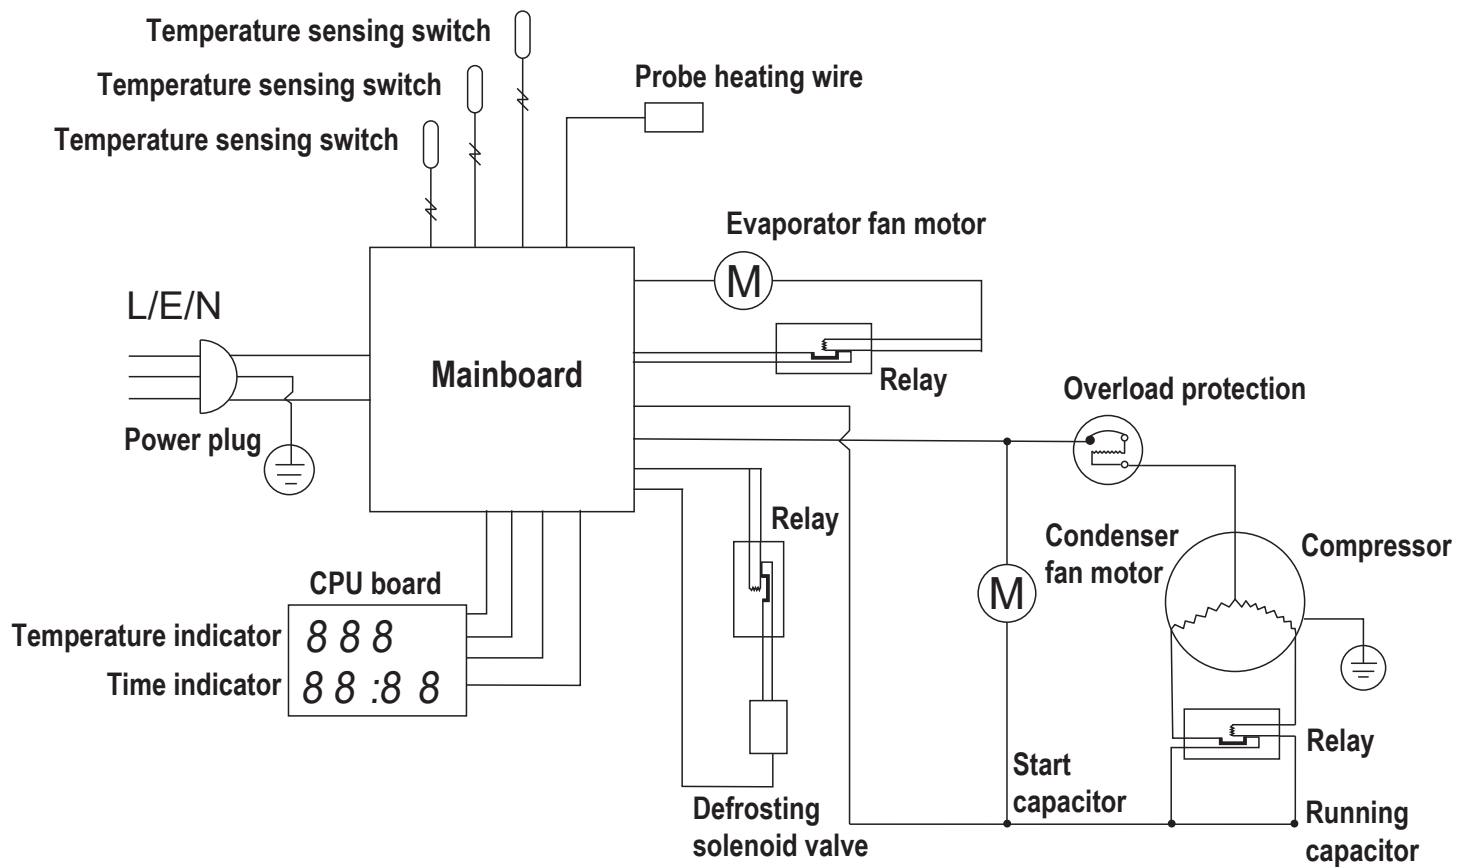 Temperature sensing switch
Temperature sensing switch
Temperature sensing switch
Probe heating wire
Evaporator fan motor
M
L/E/N
Mainboard
Relay
Power plug
Overload protection
Relay
Condenser
fan motor
Compressor
M
CPU board
Temperature indicator
888
Time indicator
88:88
Relay
Start
capacitor
Defrosting
solenoid valve
Running
capacitor